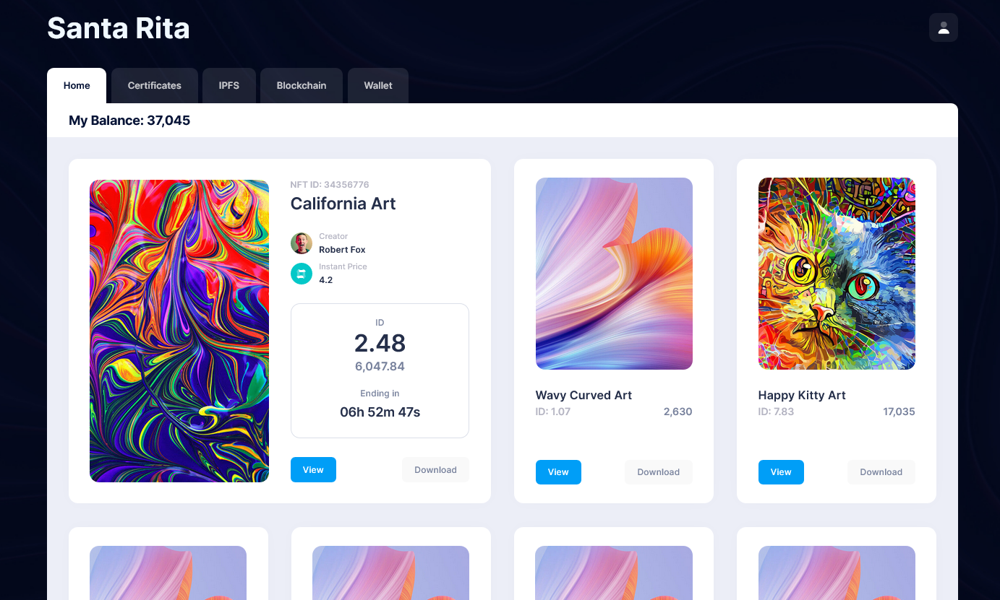 Santa Rita
Home
Certificates
IPFS
Blockchain
Wallet
My Balance: 37,045
NFT ID: 34356776
California Art
Creator
Robert Fox
Instant Price
4.2
ID
2.48
6,047.84
Ending in
06h 52m 47s
View
Download
Wavy Curved Art
ID: 1.07
2,630
View
Download
Happy Kitty Art
ID: 7.83
17,035
View
Download